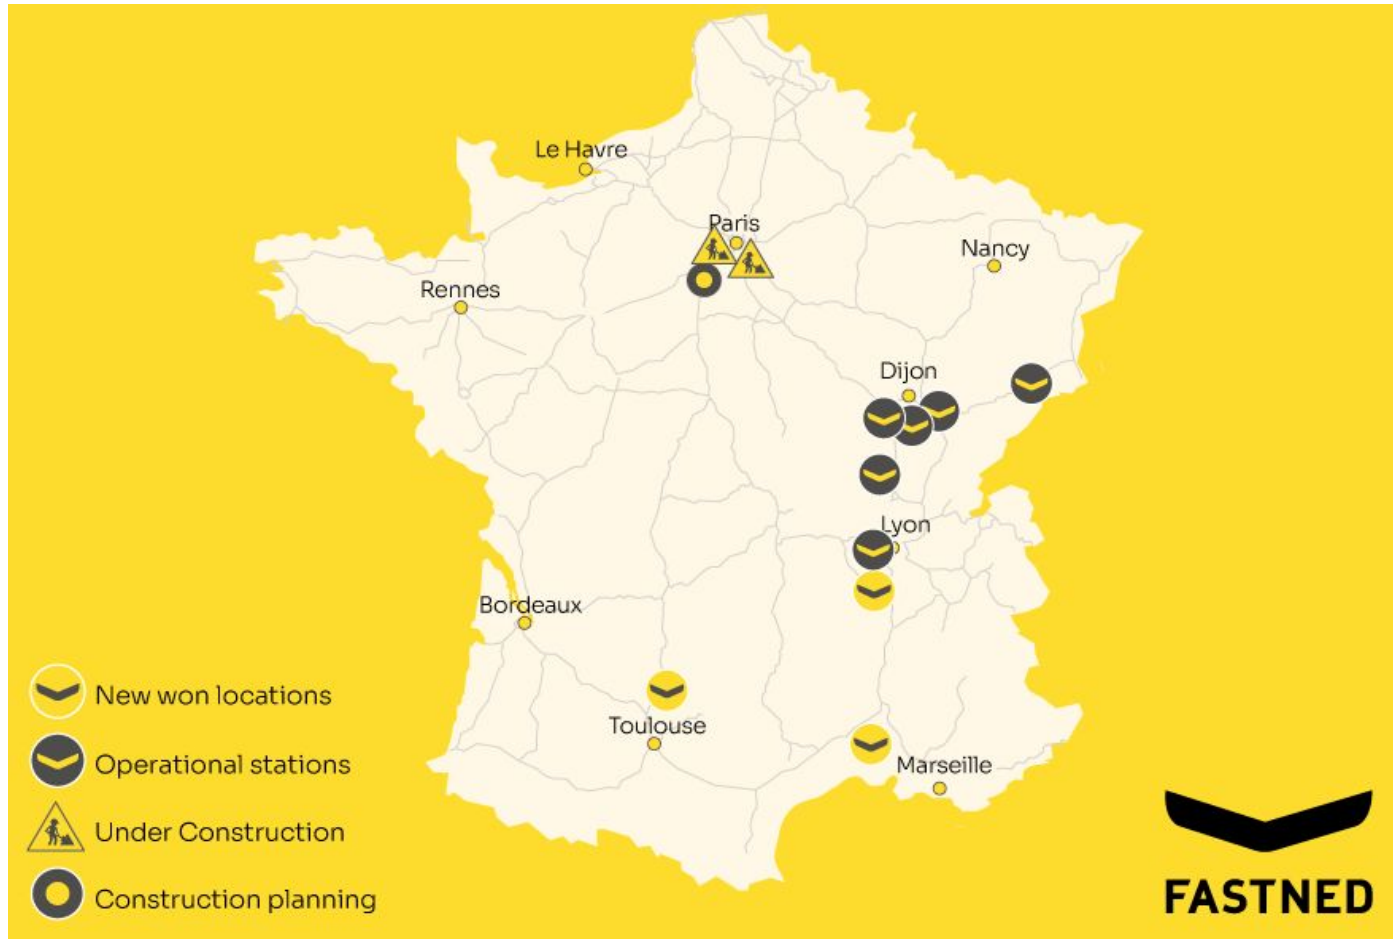 Le Havre
Paris
Nancy
Rennes
Dijon
Lyon
Bordeaux
Toulouse
Marseille
New won locations
Operational stations
Under Construction
Construction planning
FASTNED